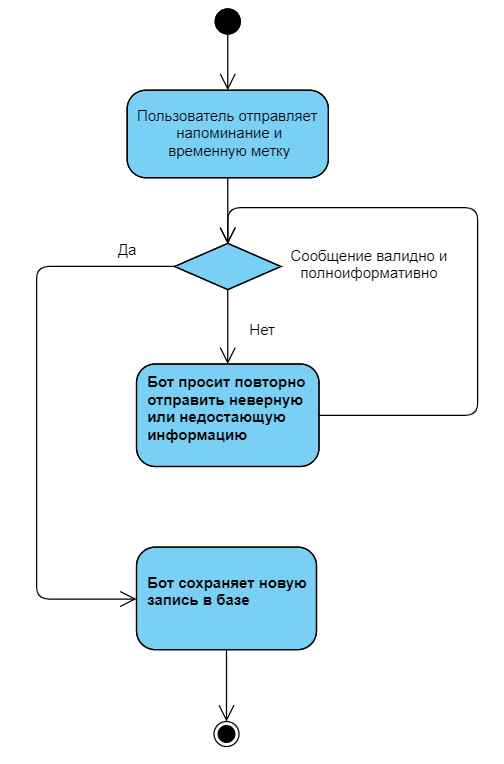 Пользователь отправляет
напоминание и
временную метку
Да
Сообщение валидно и
полноиформативно
Нет
Бот просит повторно
отправить неверную
или недостающую
информацию
Бот сохраняет новую
запись в базе